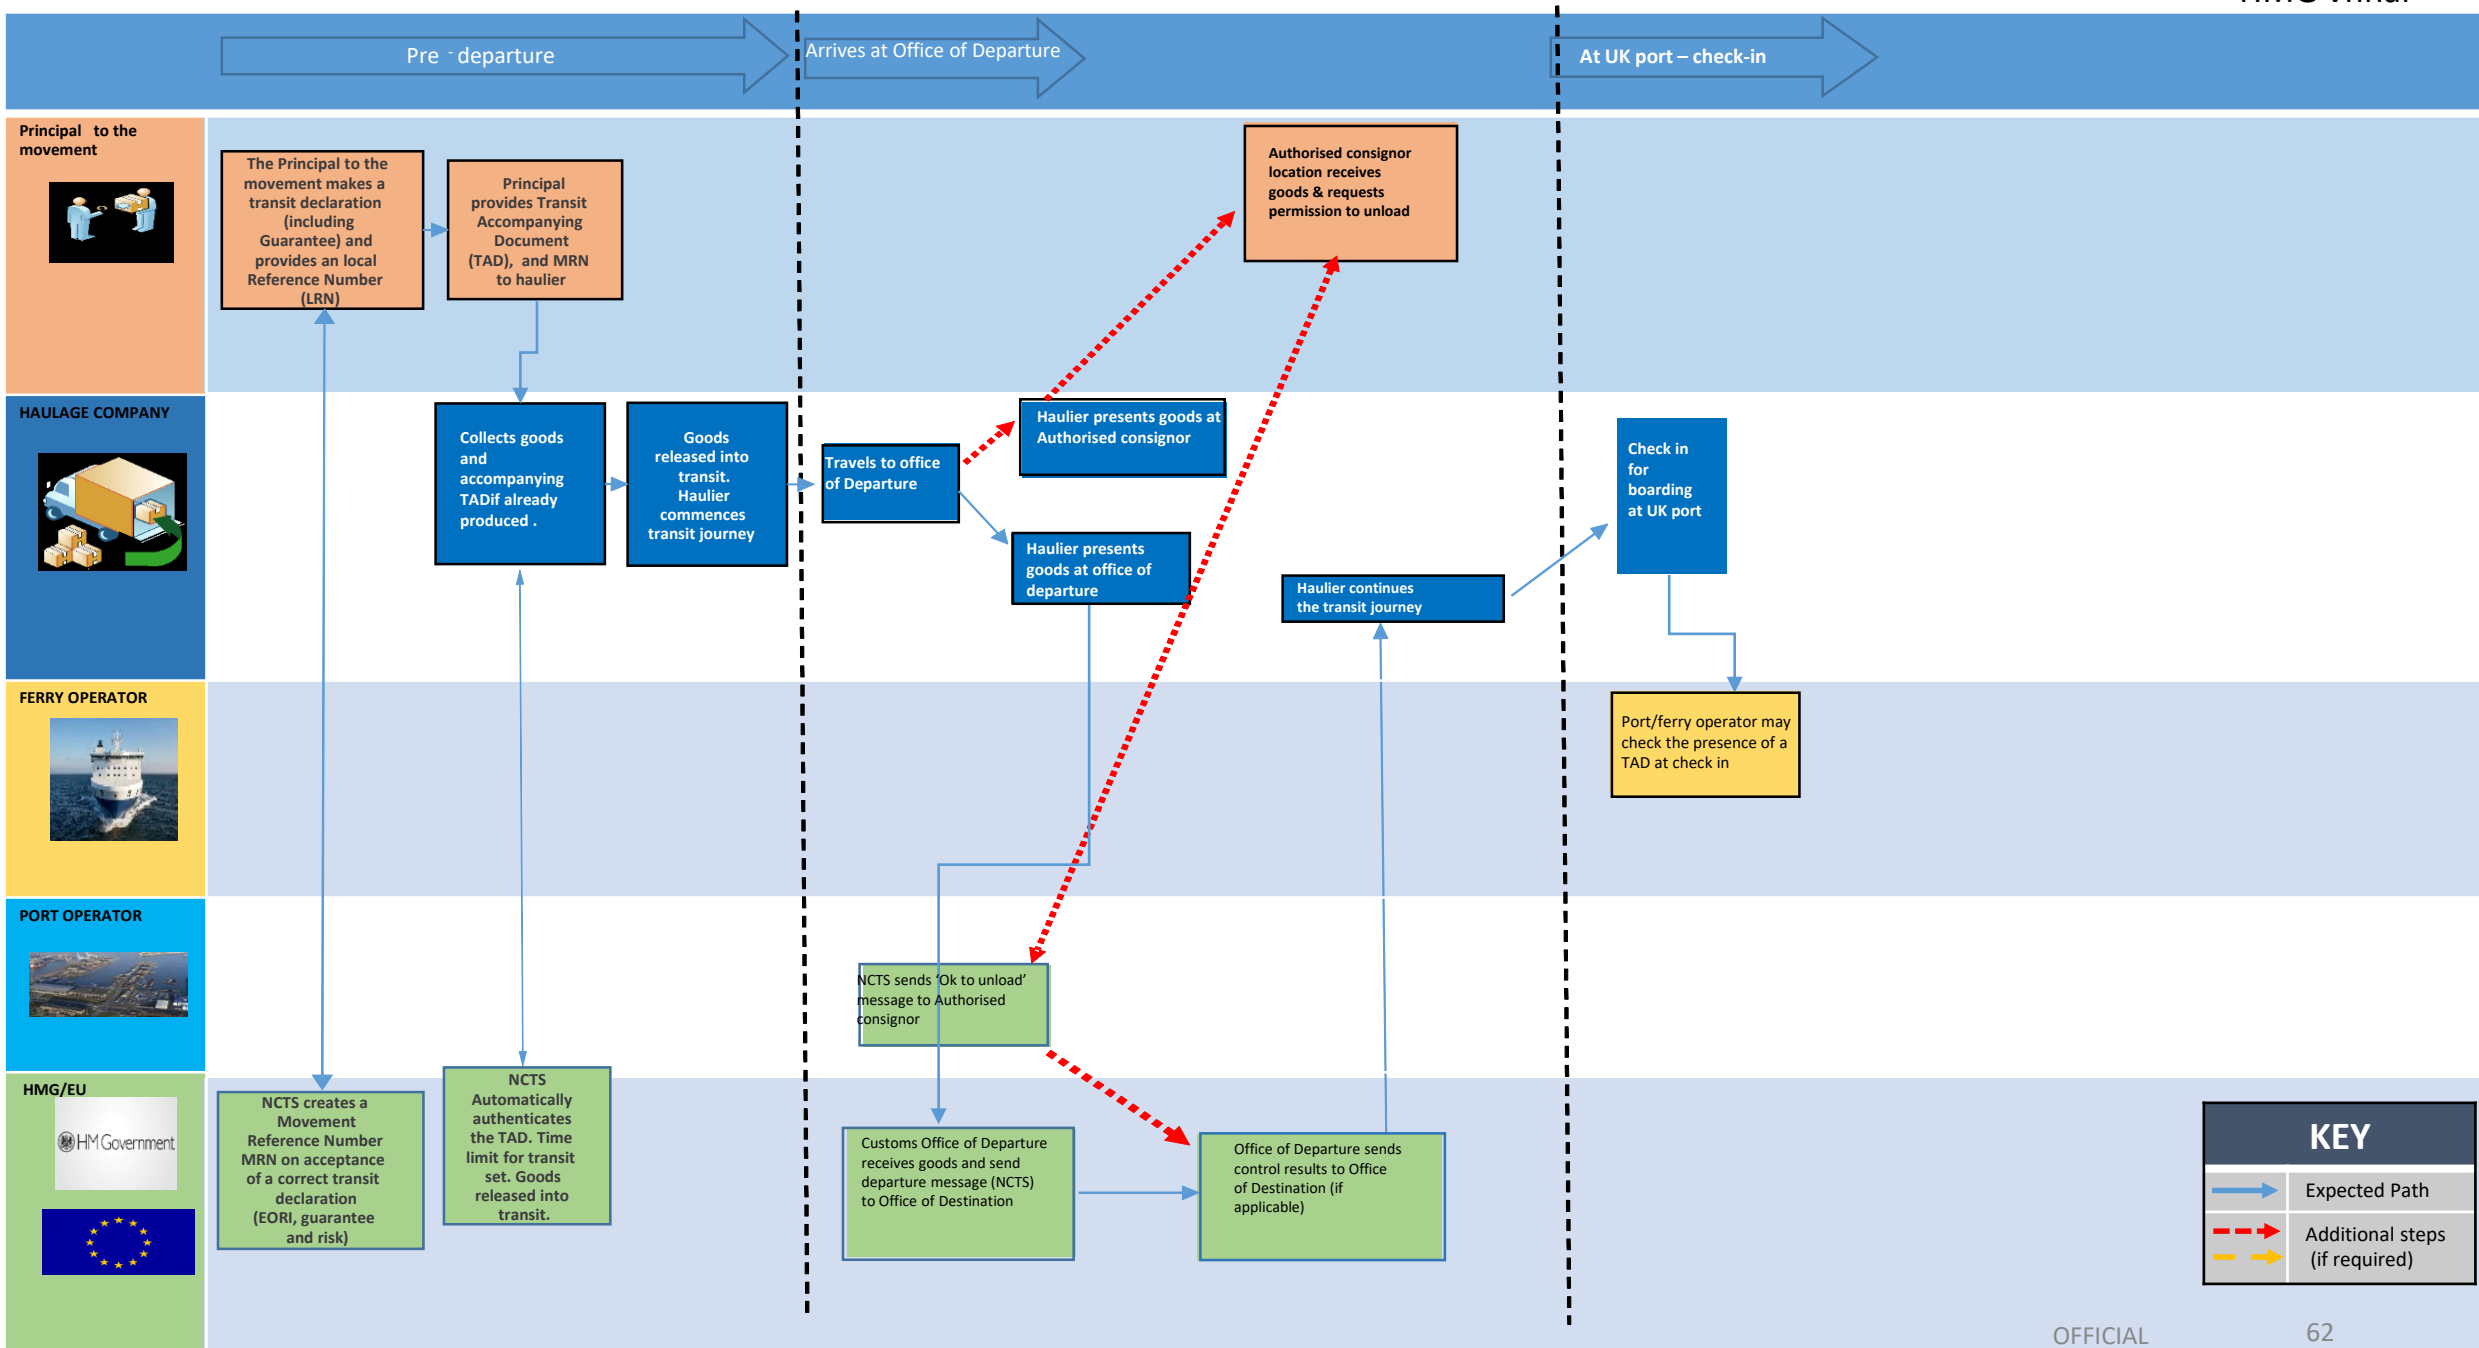 Pre - departure
Arrives at Office of Departure
At UK port – check-in
Principal to the
movement
The Principal to the
movement makes a
transit declaration
(including
Guarantee) and
provides an local
Reference Number
(LRN)
Principal
provides Transit
Accompanying
Document
(TAD), and MRN
to haulier
Authorised consignor
location receives
goods & requests
permission to unload
HAULAGE COMPANY
Collects goods
and
accompanying
TADif already
produced .
Goods
released into
transit.
Haulier
commences
transit journey
Travels to office
of Departure
Haulier presents goods at
Authorised consignor
Haulier presents
goods at office of
departure
Haulier continues
the transit journey
Check in
for
boarding
at UK port
FERRY OPERATOR
Port/ferry operator may
check the presence of a
TAD at check in
PORT OPERATOR
NCTS sends 'Ok to unload'
message to Authorised
consignor
HMG/EU
HM Government
NCTS creates a
Movement
Reference Number
MRN on acceptance
of a correct transit
declaration
(EORI, guarantee
and risk)
NCTS
Automatically
authenticates
the TAD. Time
limit for transit
set. Goods
released into
transit.
Customs Office of Departure
receives goods and send
departure message (NCTS)
to Office of Destination
Office of Departure sends
control results to Office
of Destination (if
applicable)
KEY
Expected Path
Additional steps
(if required)
OFFICIAL
62